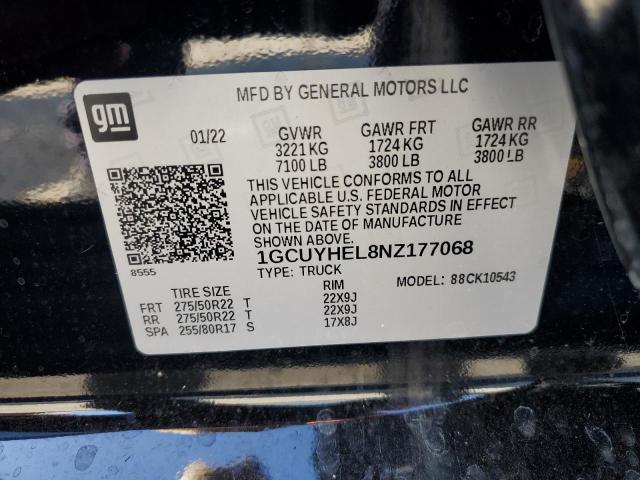 MFD BY GENERAL MOTORS LLC
gm
01/22 GVWR GAWR FRT GAWR RR
3221 KG 1724 KG 1724 KG
7100 LB 3800 LB 3800 LB
THIS VEHICLE CONFORMS TO ALL
APPLICABLE U.S. FEDERAL MOTOR
VEHICLE SAFETY STANDARDS IN EFFECT
ON THE DATE OF MANUFACTURE
SHOWN ABOVE.
1GCUYHEL8NZ177068
8555
TYPE: TRUCK MODEL: 88CK10543
TIRE SIZE RIM
FRT 275/50R22 T 22X9J
RR 275/50R22 T 22X9J
SPA 255/80R17 S 17X8J